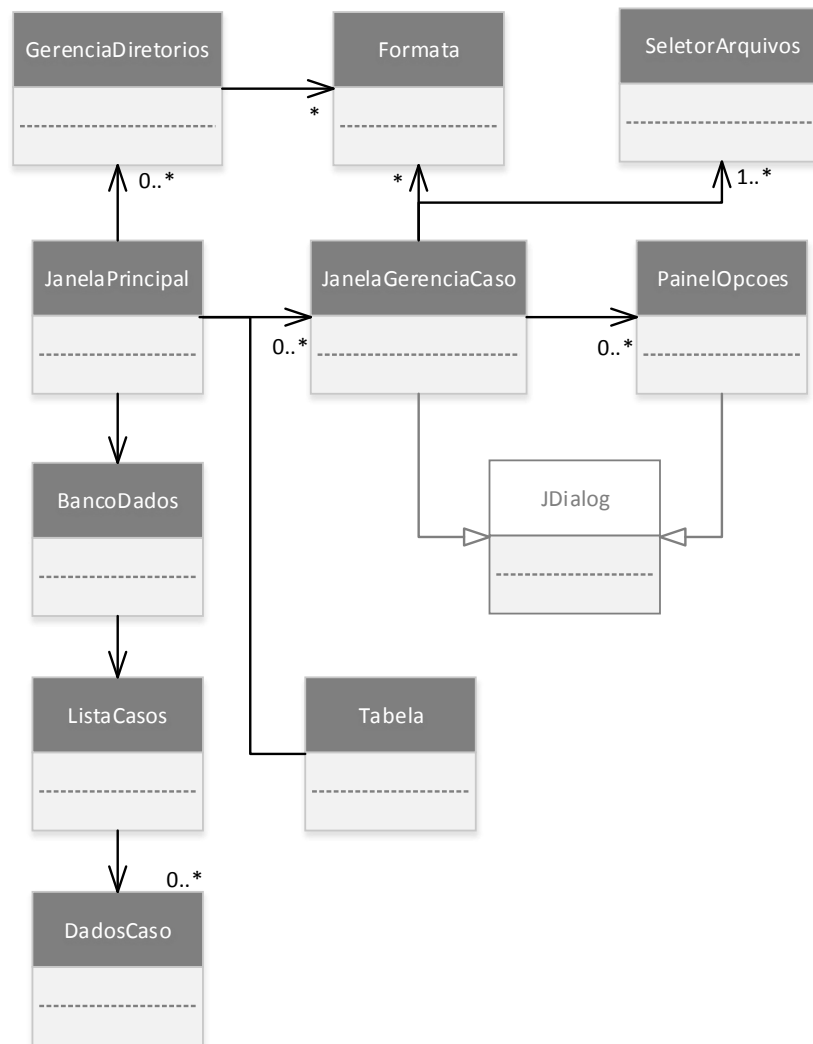 GerenciaDiretorios
Formata
SeletorArquivos
*
0..*
*
1..*
JanelaPrincipal
JanelaGerenciaCaso
PainelOpcoes
0..*
0..*
BancoDados
JDialog
ListaCasos
Tabela
0..*
DadosCaso